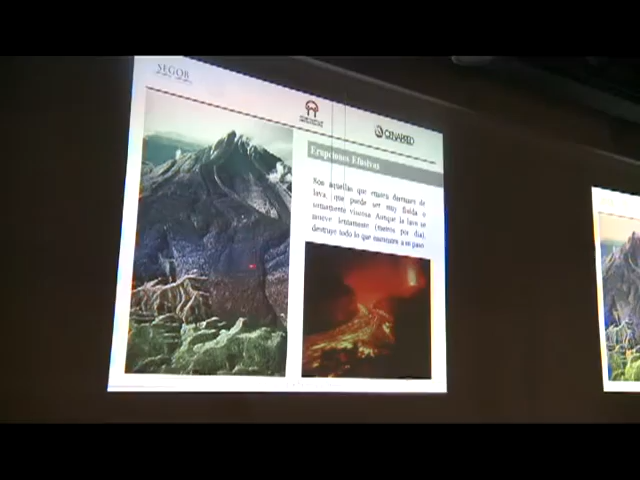 SEGOB
CENAPRED
Erupciones Efusivas
Son aquellas que emiten derrames de
lava, que puede ser muy fluida o
sumamente viscosa. Aunque la lava se
mueve lentamente (metros por día),
destruye todo lo que encuentra a su paso